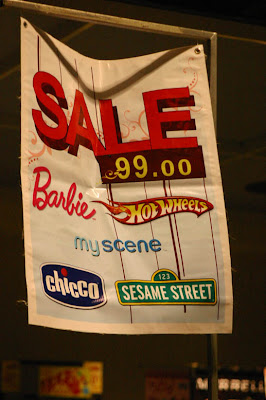 SALE
99.00
Barbie
HOT WHEELS
myscene
chicco
123
SESAME STREET